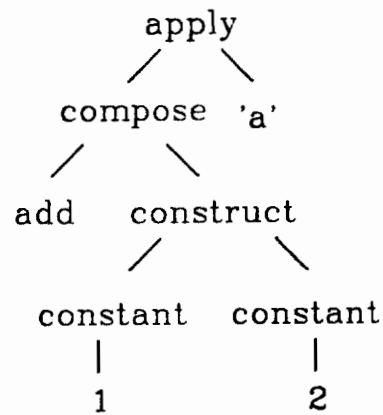 apply
compose 'a'
add construct
constant constant
1 2